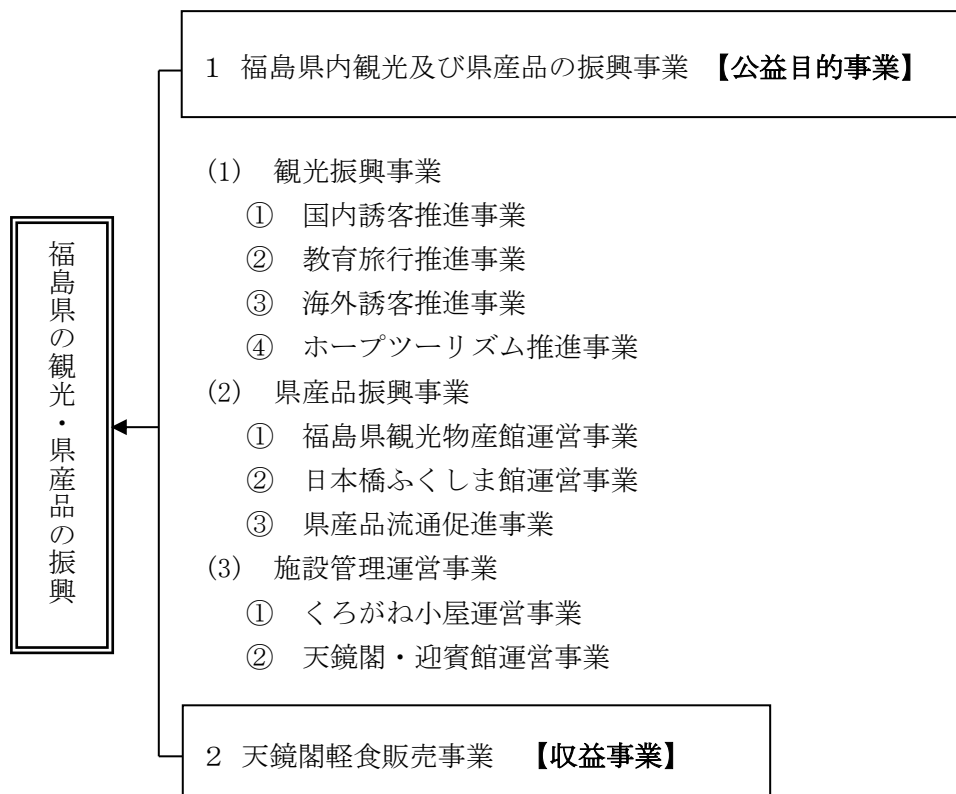 福島県の観光・県産品の振興
1 福島県内観光及び県産品の振興事業 【公益目的事業】
(1) 観光振興事業
① 国内誘客推進事業
② 教育旅行推進事業
③ 海外誘客推進事業
④ ホープツーリズム推進事業
(2) 県産品振興事業
① 福島県観光物産館運営事業
② 日本橋ふくしま館運営事業
③ 県産品流通促進事業
(3) 施設管理運営事業
① くろがね小屋運営事業
② 天鏡閣・迎賓館運営事業
2 天鏡閣軽食販売事業 【収益事業】